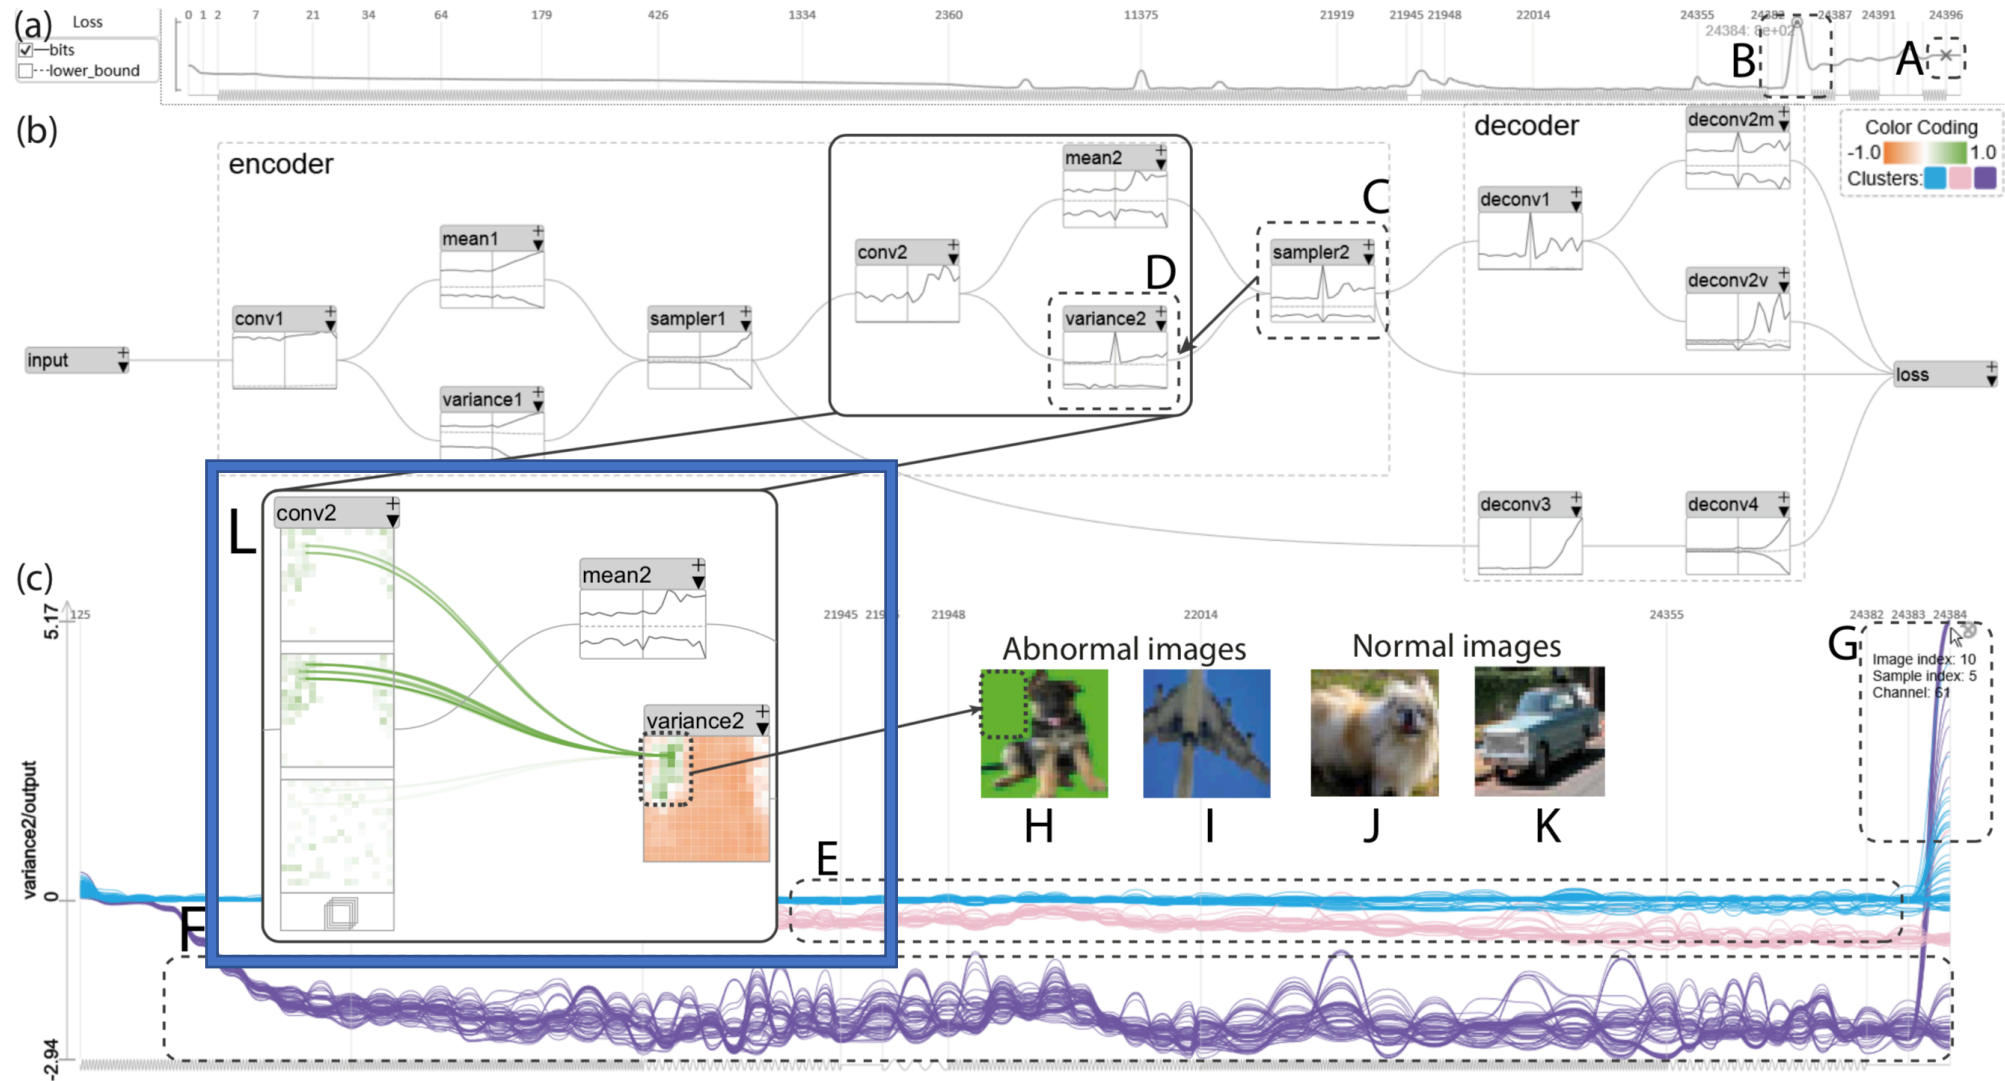 (a)
Loss
bits
lower_bound
0 1 2 7 21 34 64 179 426 1334 2360 11375 21919 21945 21948 22014 24355 24382 24387 24391 24396
24384: 8e+02
B
A
(b)
encoder
decoder
Color Coding
-1.0 1.0
Clusters:
input
conv1
mean1
variance1
sampler1
conv2
mean2
D
variance2
C
sampler2
deconv1
deconv2m
deconv2v
deconv3
deconv4
loss
L
conv2
mean2
variance2
(c)
125 21945 21948 22014 24355 24382 24383 24384
5.17
0
-2.94
variance2/output
Abnormal images
Normal images
H
I
J
K
G
Image index: 10
Sample index: 5
Channel: 61
E
F